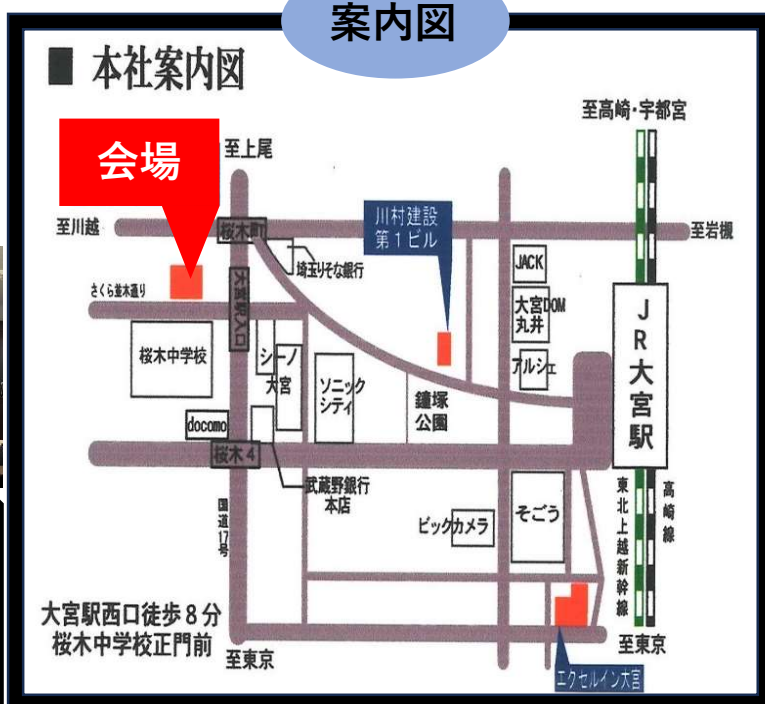 案内図
■ 本社案内図
至高崎・宇都宮
会場
至上尾
至川越
桜木町
川村建設
第1ビル
至岩槻
埼玉りそな銀行
JACK
さくら並木通り
大宮駅入口
大宮DOM
丸井
JR大宮駅
桜木中学校
シーノ
大宮
ソニック
シティ
アルシェ
鐘塚
公園
docomo
桜木4
武蔵野銀行
本店
国道17号
ビックカメラ
そごう
東北上越新幹線
高崎線
大宮駅西口徒歩8分
桜木中学校正門前
至東京
至東京
エクセルイン大宮